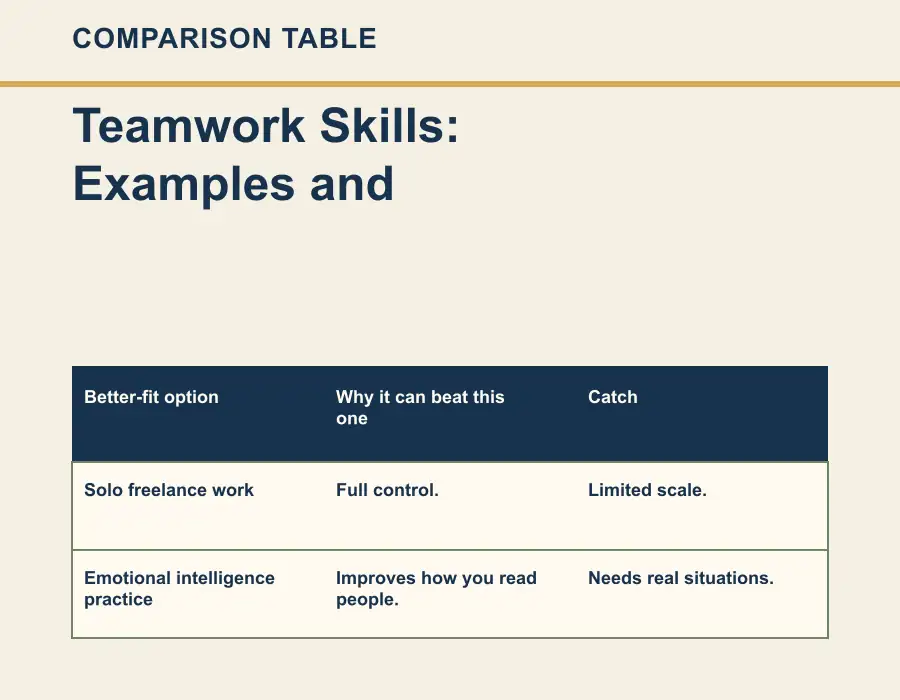 COMPARISON TABLE
Teamwork Skills:
Examples and
Better-fit option
Why it can beat this
one
Catch
Solo freelance work
Full control.
Limited scale.
Emotional intelligence
practice
Improves how you read
people.
Needs real situations.